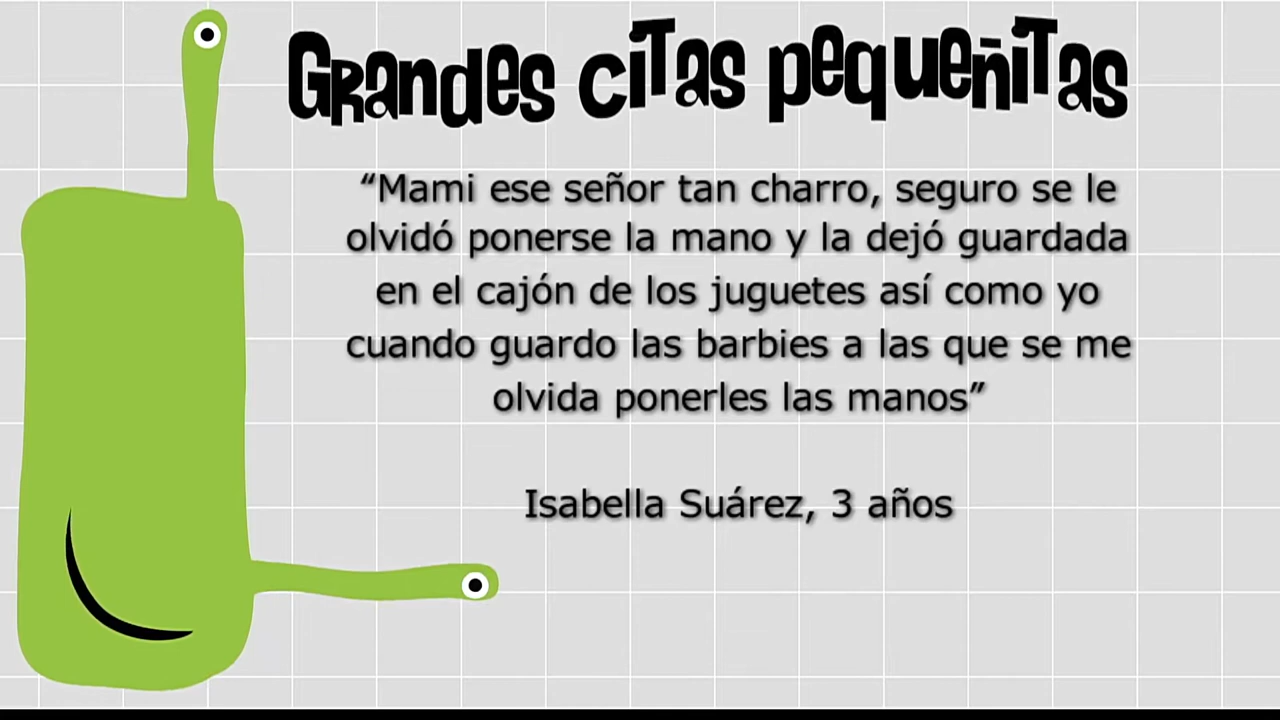 Grandes citas pequeñitas
“Mami ese señor tan charro, seguro se le
olvidó ponerse la mano y la dejó guardada
en el cajón de los juguetes así como yo
cuando guardo las barbies a las que se me
olvida ponerles las manos”
Isabella Suárez, 3 años